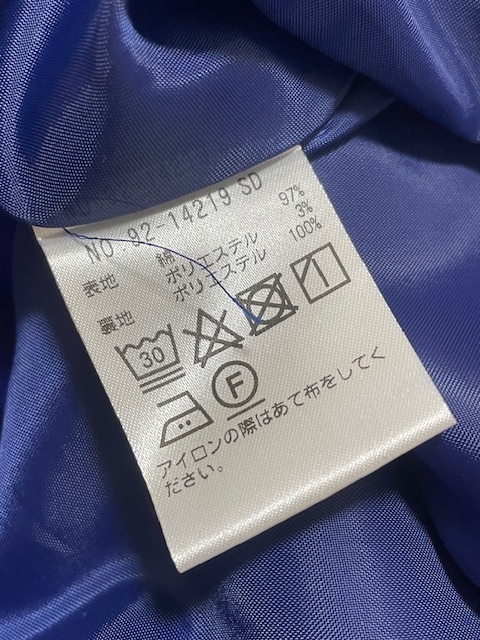 NO 92-14219 SD
表地 綿 97%
ポリエステル 3%
裏地 ポリエステル 100%
30
F
アイロンの際はあて布をしてく
ださい。